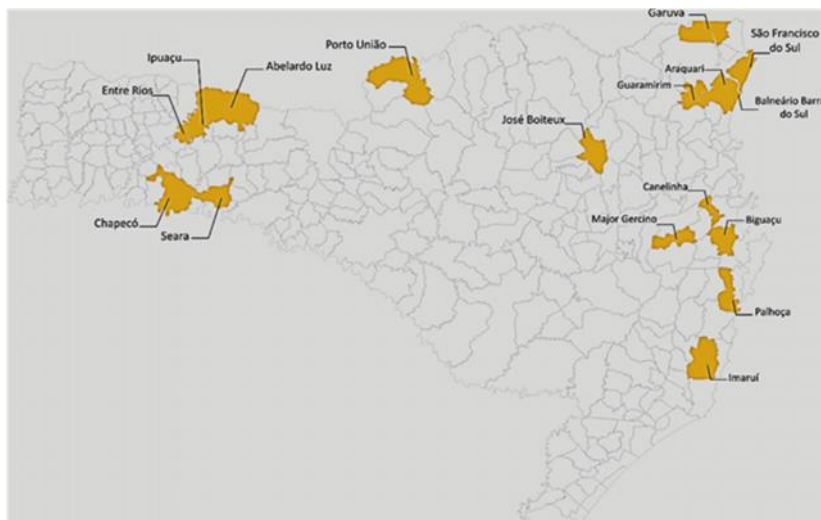 Garuva
São Francisco
do Sul
Porto União
Ipuaçu
Abelardo Luz
Araquari
Entre Rios
Guaramirim
Balneário Barr
do Sul
José Boiteux
Canelinha
Major Gercino
Biguaçu
Chapecó
Seara
Palhoça
Imaruí